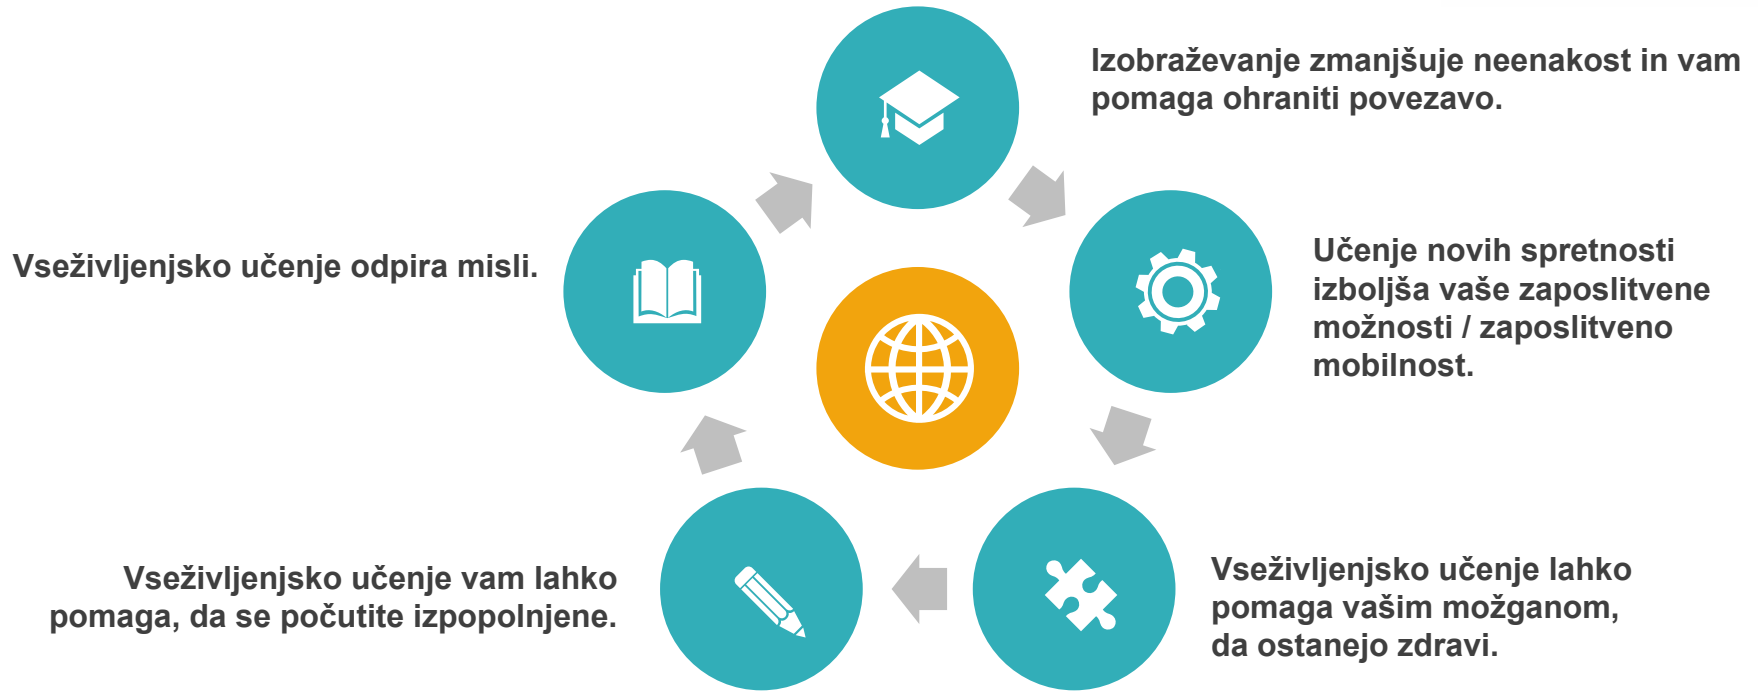 Izobraževanje zmanjšuje neenakost in vam
pomaga ohraniti povezavo.
Učenje novih spretnosti
izboljša vaše zaposlitvene
možnosti / zaposlitveno
mobilnost.
Vseživljenjsko učenje lahko
pomaga vašim možganom,
da ostanejo zdravi.
Vseživljenjsko učenje vam lahko
pomaga, da se počutite izpopolnjene.
Vseživljenjsko učenje odpira misli.